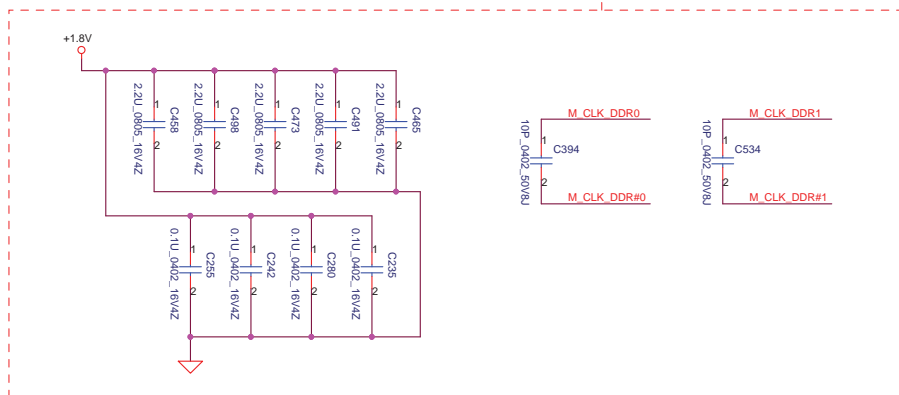 +1.8V
1
2
C458
2.2U_0805_16V4Z
1
2
C498
2.2U_0805_16V4Z
1
2
C473
2.2U_0805_16V4Z
1
2
C491
2.2U_0805_16V4Z
1
2
C465
2.2U_0805_16V4Z
M_CLK_DDR0
1
C394
2
10P_0402_50V8J
M_CLK_DDR#0
M_CLK_DDR1
1
C534
2
10P_0402_50V8J
M_CLK_DDR#1
1
2
C255
0.1U_0402_16V4Z
1
2
C242
0.1U_0402_16V4Z
1
2
C280
0.1U_0402_16V4Z
1
2
C235
0.1U_0402_16V4Z